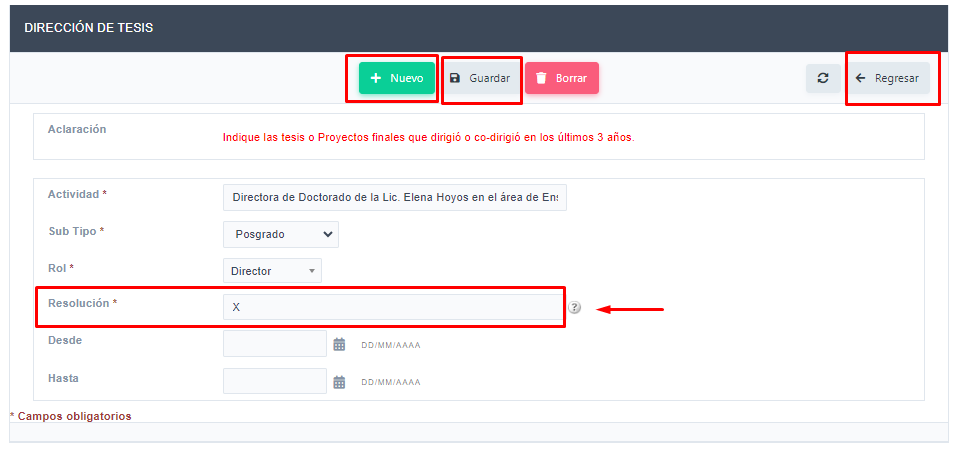 DIRECCIÓN DE TESIS
+ Nuevo Guardar Borrar Regresar
Aclaración Indique las tesis o Proyectos finales que dirigió o co-dirigió en los últimos 3 años.
Actividad * Directora de Doctorado de la Lic. Elena Hoyos en el área de Ens
Sub Tipo * Posgrado
Rol * Director
Resolución * X ?
Desde DD/MM/AAAA
Hasta DD/MM/AAAA
* Campos obligatorios